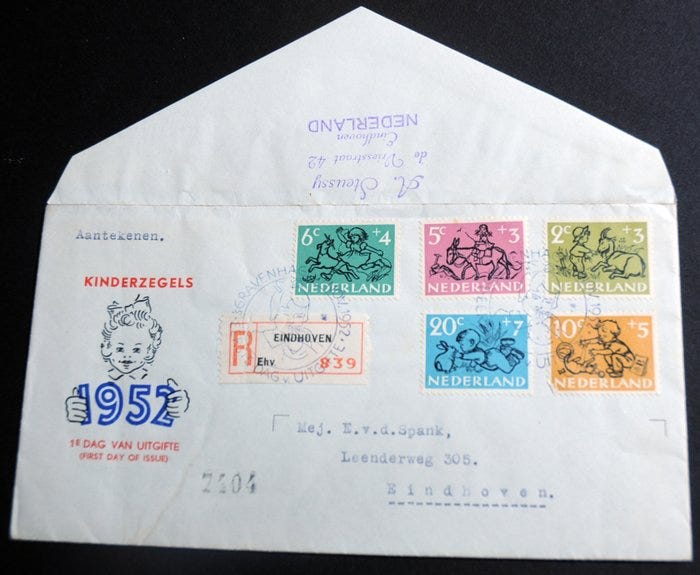 A. Steussy
de Vriesstraat 42
Eindhoven
NEDERLAND
Aantekenen.
KINDERZEGELS
1952
1E DAG VAN UITGIFTE
(FIRST DAY OF ISSUE)
6c +4
NEDERLAND
5c +3
NEDERLAND
2c +3
NEDERLAND
20c +7
NEDERLAND
10c +5
NEDERLAND
R
EINDHOVEN
Ehv. 839
Mej. E.v.d.Spank,
Leenderweg 305.
Eindhoven.
7404